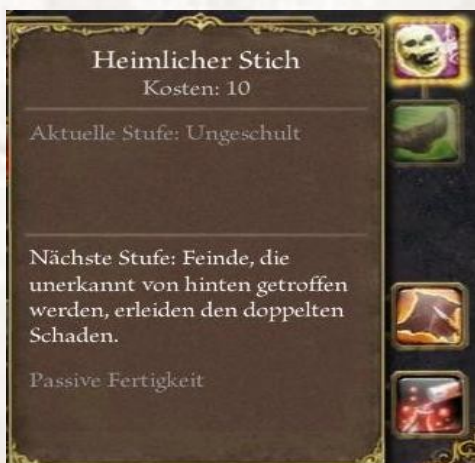 Heimlicher Stich
Kosten: 10
Aktuelle Stufe: Ungeschult
Nächste Stufe: Feinde, die
unerkannt von hinten getroffen
werden, erleiden den doppelten
Schaden.
Passive Fertigkeit